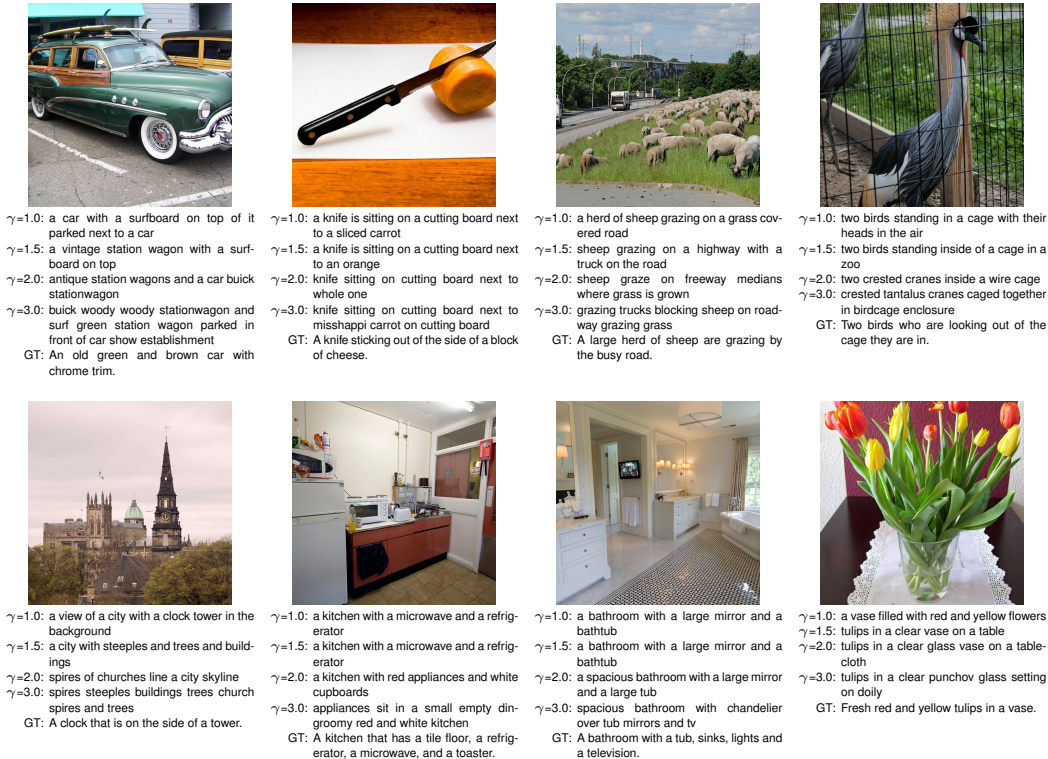 γ=1.0: a car with a surfboard on top of it
parked next to a car
γ=1.5: a vintage station wagon with a surf-
board on top
γ=2.0: antique station wagons and a car buick
stationwagon
γ=3.0: buick woody woody stationwagon and
surf green station wagon parked in
front of car show establishment
GT: An old green and brown car with
chrome trim.
γ=1.0: a knife is sitting on a cutting board next
to a sliced carrot
γ=1.5: a knife is sitting on a cutting board next
to an orange
γ=2.0: knife sitting on cutting board next to
whole one
γ=3.0: knife sitting on cutting board next to
misshappi carrot on cutting board
GT: A knife sticking out of the side of a block
of cheese.
γ=1.0: a herd of sheep grazing on a grass cov-
ered road
γ=1.5: sheep grazing on a highway with a
truck on the road
γ=2.0: sheep graze on freeway medians
where grass is grown
γ=3.0: grazing trucks blocking sheep on road-
way grazing grass
GT: A large herd of sheep are grazing by
the busy road.
γ=1.0: two birds standing in a cage with their
heads in the air
γ=1.5: two birds standing inside of a cage in a
zoo
γ=2.0: two crested cranes inside a wire cage
γ=3.0: crested tantalus cranes caged together
in birdcage enclosure
GT: Two birds who are looking out of the
cage they are in.
γ=1.0: a view of a city with a clock tower in the
background
γ=1.5: a city with steeples and trees and build-
ings
γ=2.0: spires of churches line a city skyline
γ=3.0: spires steeples buildings trees church
spires and trees
GT: A clock that is on the side of a tower.
γ=1.0: a kitchen with a microwave and a refrig-
erator
γ=1.5: a kitchen with a microwave and a refrig-
erator
γ=2.0: a kitchen with red appliances and white
cupboards
γ=3.0: appliances sit in a small empty din-
groomy red and white kitchen
GT: A kitchen that has a tile floor, a refrig-
erator, a microwave, and a toaster.
γ=1.0: a bathroom with a large mirror and a
bathtub
γ=1.5: a bathroom with a large mirror and a
bathtub
γ=2.0: a spacious bathroom with a large mirror
and a large tub
γ=3.0: spacious bathroom with chandelier
over tub mirrors and tv
GT: A bathroom with a tub, sinks, lights and
a television.
γ=1.0: a vase filled with red and yellow flowers
γ=1.5: tulips in a clear vase on a table
γ=2.0: tulips in a clear glass vase on a table-
cloth
γ=3.0: tulips in a clear punchov glass setting
on doily
GT: Fresh red and yellow tulips in a vase.